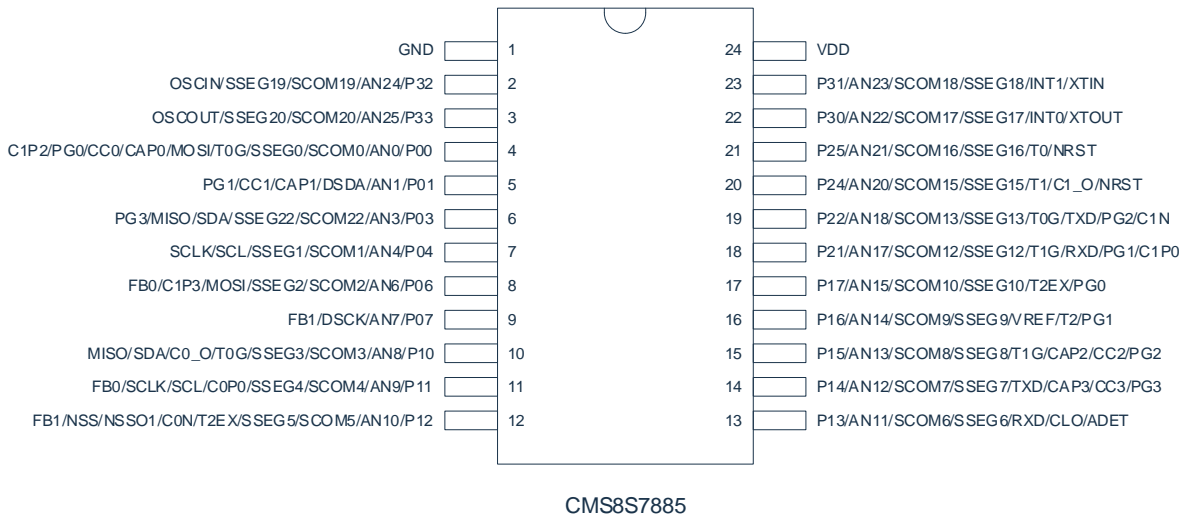 GND 1 24 VDD
OSCIN/SSEG19/SCOM19/AN24/P32 2 23 P31/AN23/SCOM18/SSEG18/INT1/XTIN
OSCOUT/SSEG20/SCOM20/AN25/P33 3 22 P30/AN22/SCOM17/SSEG17/INT0/XTOUT
C1P2/PG0/CC0/CAP0/MOSI/T0G/SSEG0/SCOM0/AN0/P00 4 21 P25/AN21/SCOM16/SSEG16/T0/NRST
PG1/CC1/CAP1/DSDA/AN1/P01 5 20 P24/AN20/SCOM15/SSEG15/T1/C1_O/NRST
PG3/MISO/SDA/SSEG22/SCOM22/AN3/P03 6 19 P22/AN18/SCOM13/SSEG13/T0G/TXD/PG2/C1N
SCLK/SCL/SSEG1/SCOM1/AN4/P04 7 18 P21/AN17/SCOM12/SSEG12/T1G/RXD/PG1/C1P0
FB0/C1P3/MOSI/SSEG2/SCOM2/AN6/P06 8 17 P17/AN15/SCOM10/SSEG10/T2EX/PG0
FB1/DSCK/AN7/P07 9 16 P16/AN14/SCOM9/SSEG9/VREF/T2/PG1
MISO/SDA/C0_O/T0G/SSEG3/SCOM3/AN8/P10 10 15 P15/AN13/SCOM8/SSEG8/T1G/CAP2/CC2/PG2
FB0/SCLK/SCL/C0P0/SSEG4/SCOM4/AN9/P11 11 14 P14/AN12/SCOM7/SSEG7/TXD/CAP3/CC3/PG3
FB1/NSS/NSSO1/C0N/T2EX/SSEG5/SCOM5/AN10/P12 12 13 P13/AN11/SCOM6/SSEG6/RXD/CLO/ADET
CMS8S7885